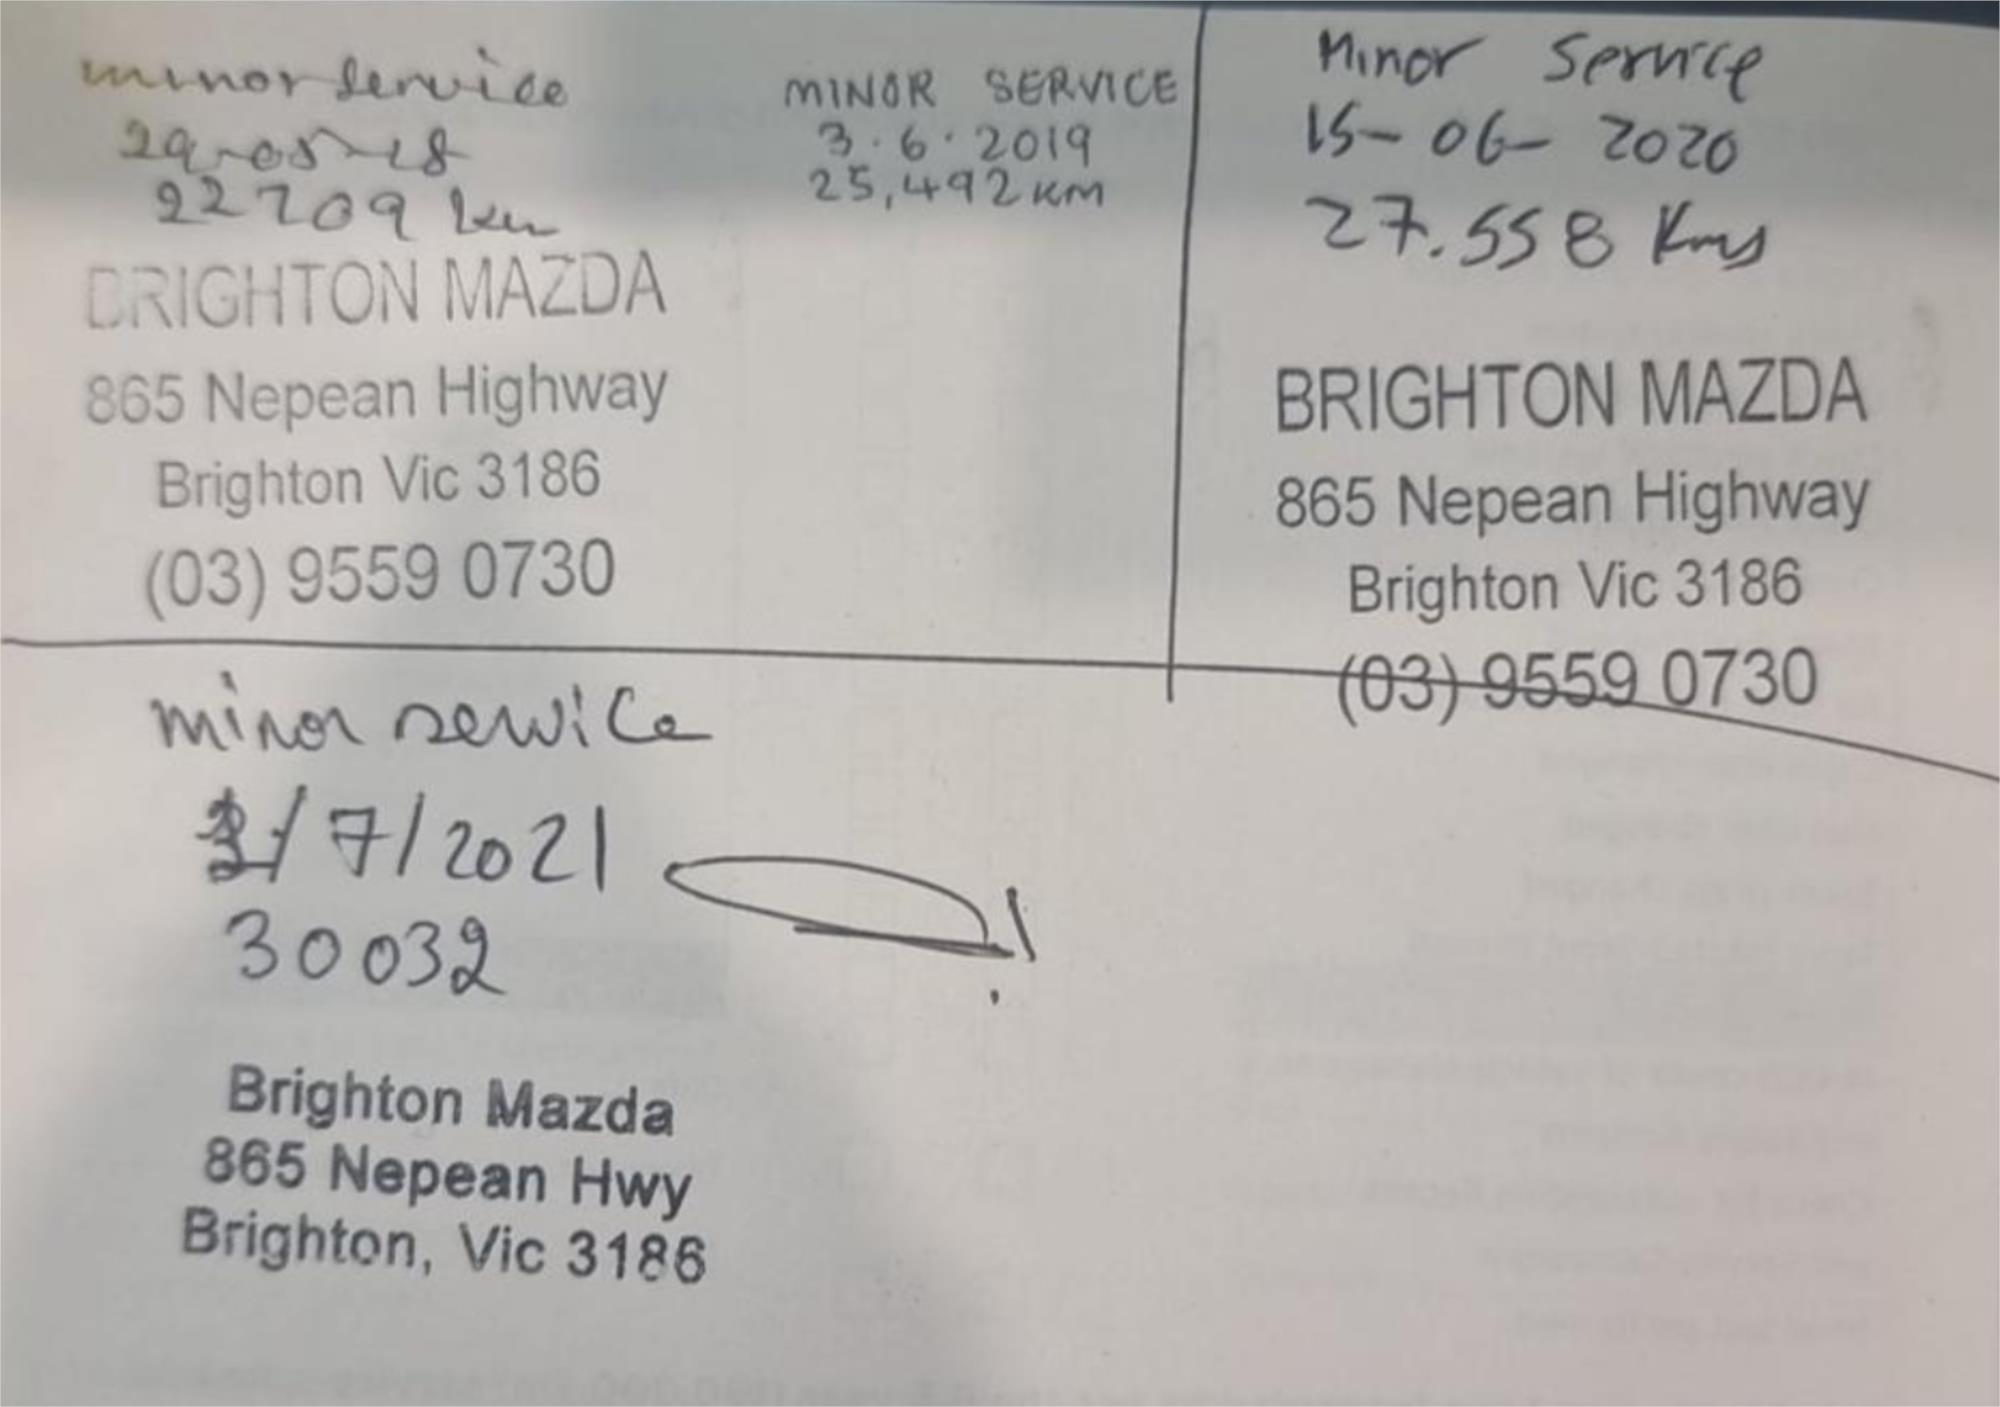 minor service
29-05-18
22709 km
BRIGHTON MAZDA
865 Nepean Highway
Brighton Vic 3186
(03) 9559 0730
MINOR SERVICE
3.6.2019
25,492 KM
Minor Service
15-06-2020
27.558 Kms
BRIGHTON MAZDA
865 Nepean Highway
Brighton Vic 3186
(03) 9559 0730
minor service
/7/2021
30032
Brighton Mazda
865 Nepean Hwy
Brighton, Vic 3186